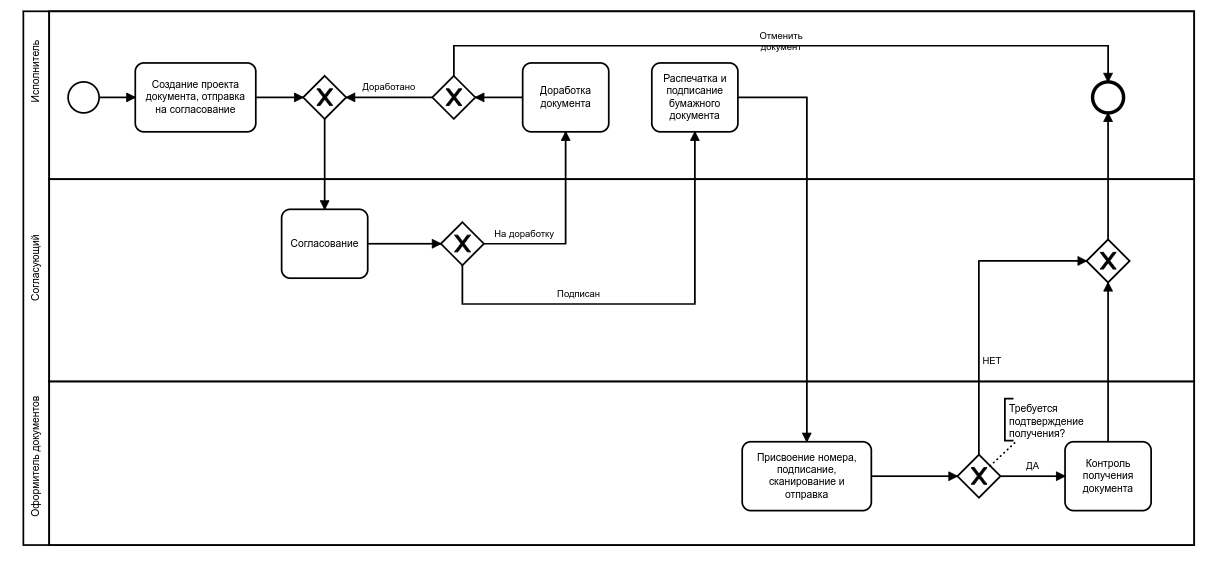 Исполнитель
Создание проекта
документа, отправка
на согласование
X
Доработано
X
Доработка
документа
Распечатка и
подписание
бумажного
документа
Отменить
документ
Согласующий
Согласование
X
На доработку
Подписан
X
НЕТ
Оформитель документов
Присвоение номера,
подписание,
сканирование и
отправка
X
Требуется
подтверждение
получения?
ДА
Контроль
получения
документа